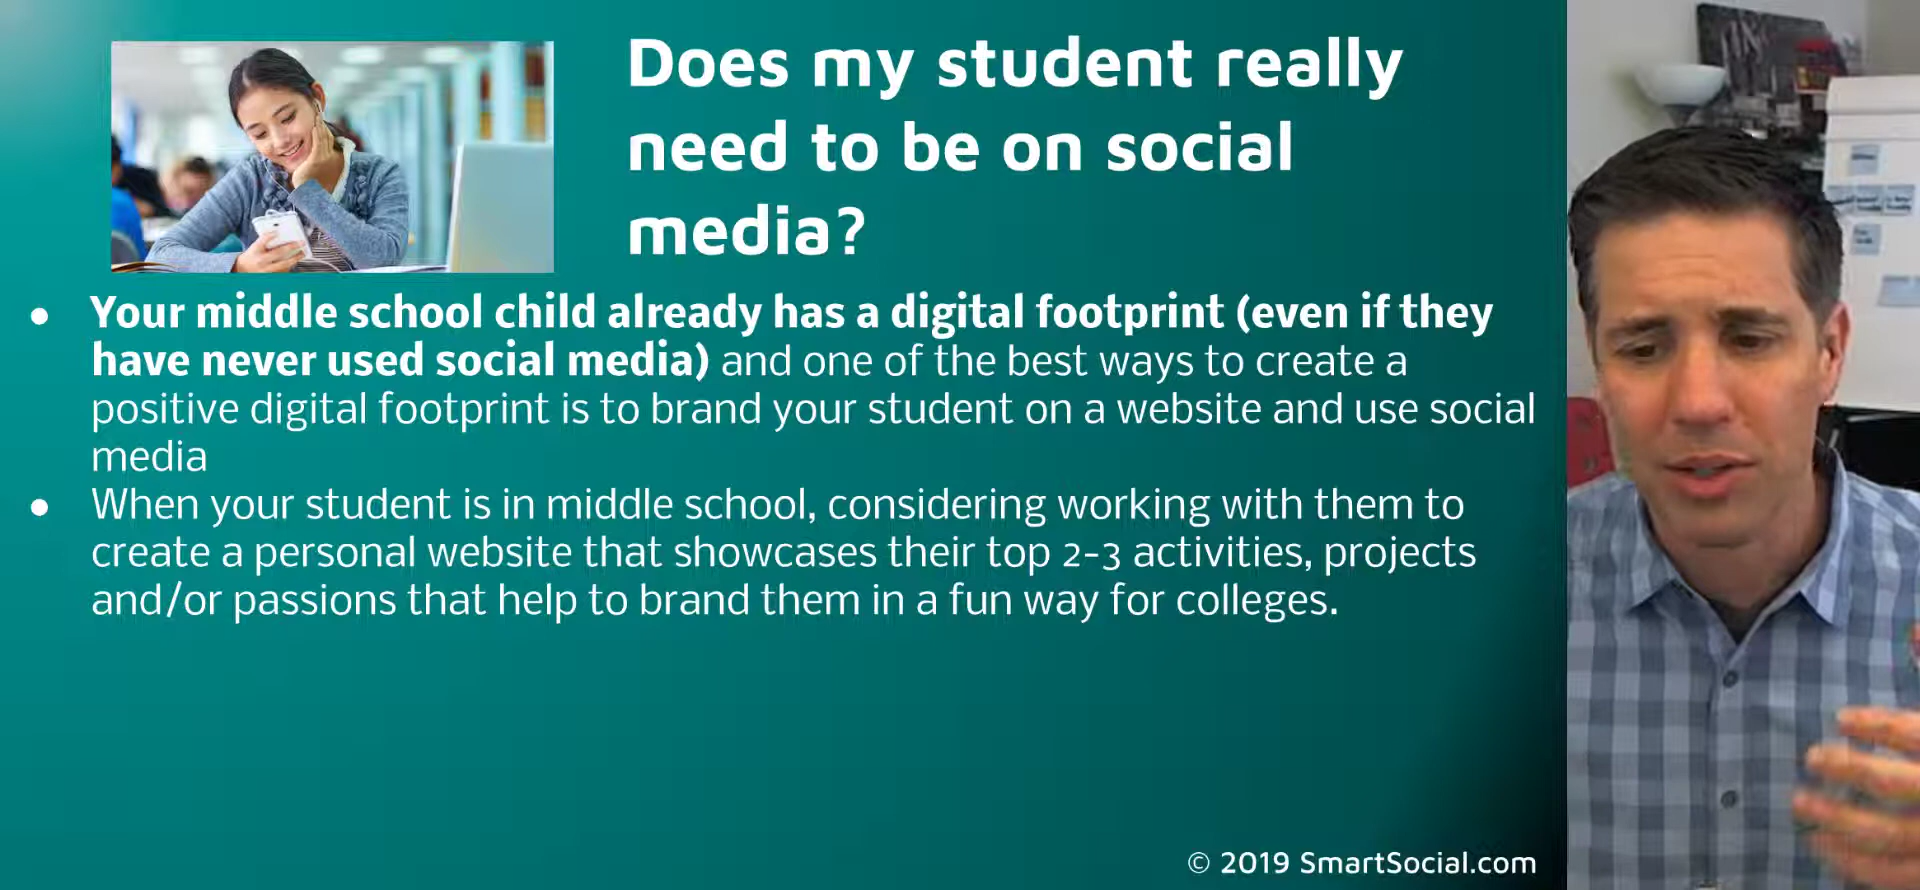 Does my student really
need to be on social
media?
● Your middle school child already has a digital footprint (even if they
have never used social media) and one of the best ways to create a
positive digital footprint is to brand your student on a website and use social
media
● When your student is in middle school, considering working with them to
create a personal website that showcases their top 2-3 activities, projects
and/or passions that help to brand them in a fun way for colleges.
© 2019 SmartSocial.com